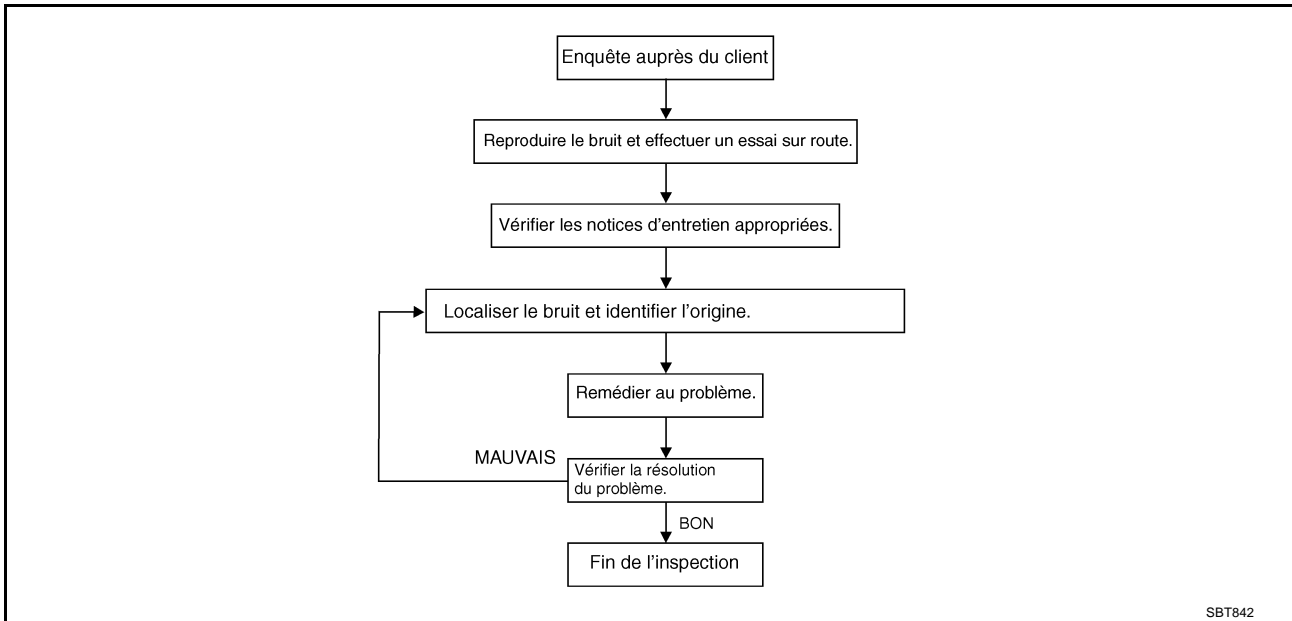 Enquête auprès du client
Reproduire le bruit et effectuer un essai sur route.
Vérifier les notices d'entretien appropriées.
Localiser le bruit et identifier l'origine.
Remédier au problème.
MAUVAIS
Vérifier la résolution
du problème.
BON
Fin de l'inspection
SBT842